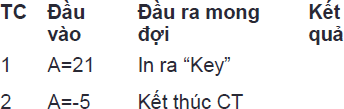 TC Đầu vào Đầu ra mong đợi Kết quả
1 A=21 In ra “Key”
2 A=-5 Kết thúc CT